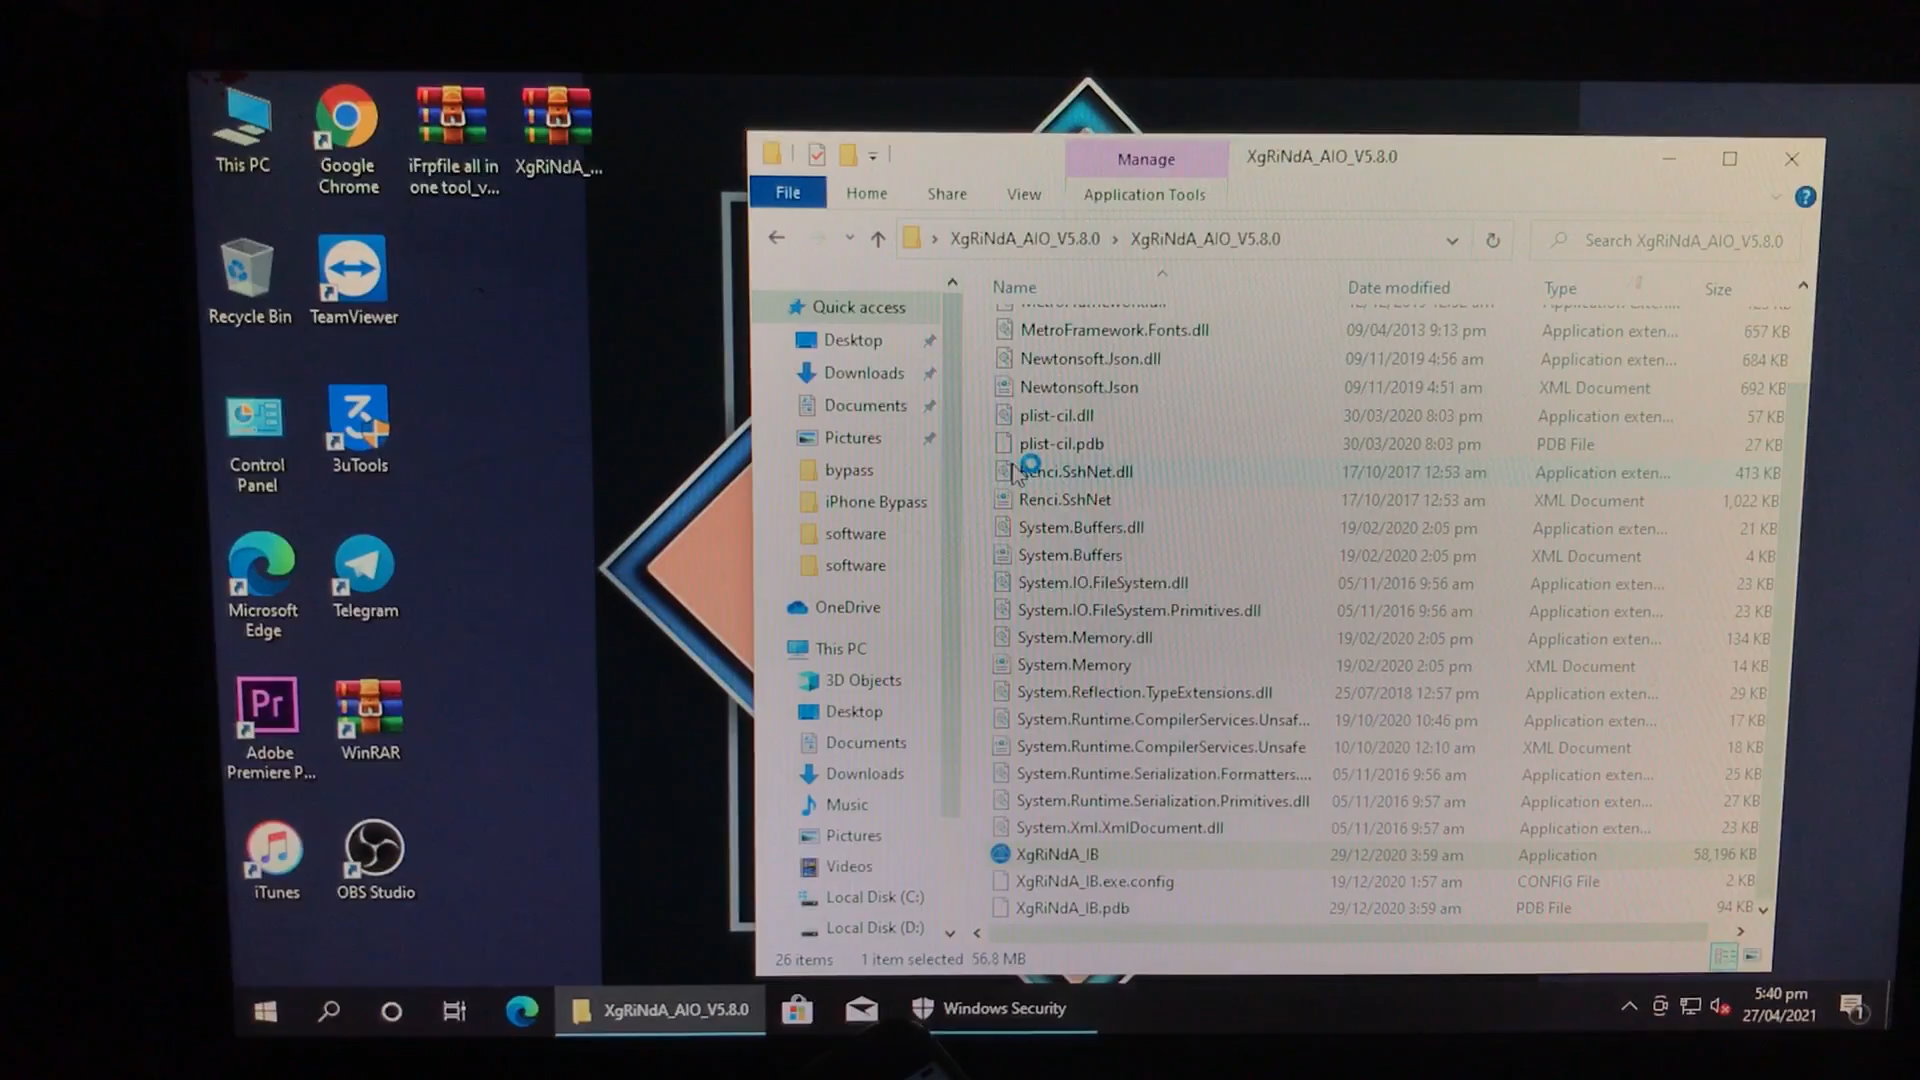 This PC
Google
Chrome
iFrpfile all in
one tool_v...
XgRiNdA_...
Recycle Bin
TeamViewer
Control
Panel
3uTools
Microsoft
Edge
Telegram
Pr
Adobe
Premiere P...
WinRAR
iTunes
OBS Studio
Manage
XgRiNdA_AIO_V5.8.0
File
Home
Share
View
Application Tools
XgRiNdA_AIO_V5.8.0 › XgRiNdA_AIO_V5.8.0
Search XgRiNdA_AIO_V5.8.0
Quick access
Desktop
Downloads
Documents
Pictures
bypass
iPhone Bypass
software
software
OneDrive
This PC
3D Objects
Desktop
Documents
Downloads
Music
Pictures
Videos
Local Disk (C:)
Local Disk (D:)
Name Date modified Type Size
MetroFramework.Fonts.dll 09/04/2013 9:13 pm Application exten... 657 KB
Newtonsoft.Json.dll 09/11/2019 4:56 am Application exten... 684 KB
Newtonsoft.Json 09/11/2019 4:51 am XML Document 692 KB
plist-cil.dll 30/03/2020 8:03 pm Application exten... 57 KB
plist-cil.pdb 30/03/2020 8:03 pm PDB File 27 KB
enci.SshNet.dll 17/10/2017 12:53 am Application exten... 413 KB
Renci.SshNet 17/10/2017 12:53 am XML Document 1,022 KB
System.Buffers.dll 19/02/2020 2:05 pm Application exten... 21 KB
System.Buffers 19/02/2020 2:05 pm XML Document 4 KB
System.IO.FileSystem.dll 05/11/2016 9:56 am Application exten... 23 KB
System.IO.FileSystem.Primitives.dll 05/11/2016 9:56 am Application exten... 23 KB
System.Memory.dll 19/02/2020 2:05 pm Application exten... 134 KB
System.Memory 19/02/2020 2:05 pm XML Document 14 KB
System.Reflection.TypeExtensions.dll 25/07/2018 12:57 pm Application exten... 29 KB
System.Runtime.CompilerServices.Unsaf... 19/10/2020 10:46 pm Application exten... 17 KB
System.Runtime.CompilerServices.Unsafe 10/10/2020 12:10 am XML Document 18 KB
System.Runtime.Serialization.Formatters.... 05/11/2016 9:56 am Application exten... 25 KB
System.Runtime.Serialization.Primitives.dll 05/11/2016 9:57 am Application exten... 27 KB
System.Xml.XmlDocument.dll 05/11/2016 9:57 am Application exten... 23 KB
XgRiNdA_IB 29/12/2020 3:59 am Application 58,196 KB
XgRiNdA_IB.exe.config 19/12/2020 1:57 am CONFIG File 2 KB
XgRiNdA_IB.pdb 29/12/2020 3:59 am PDB File 94 KB
26 items 1 item selected 56.8 MB
XgRiNdA_AIO_V5.8.0
Windows Security
5:40 pm
27/04/2021
1